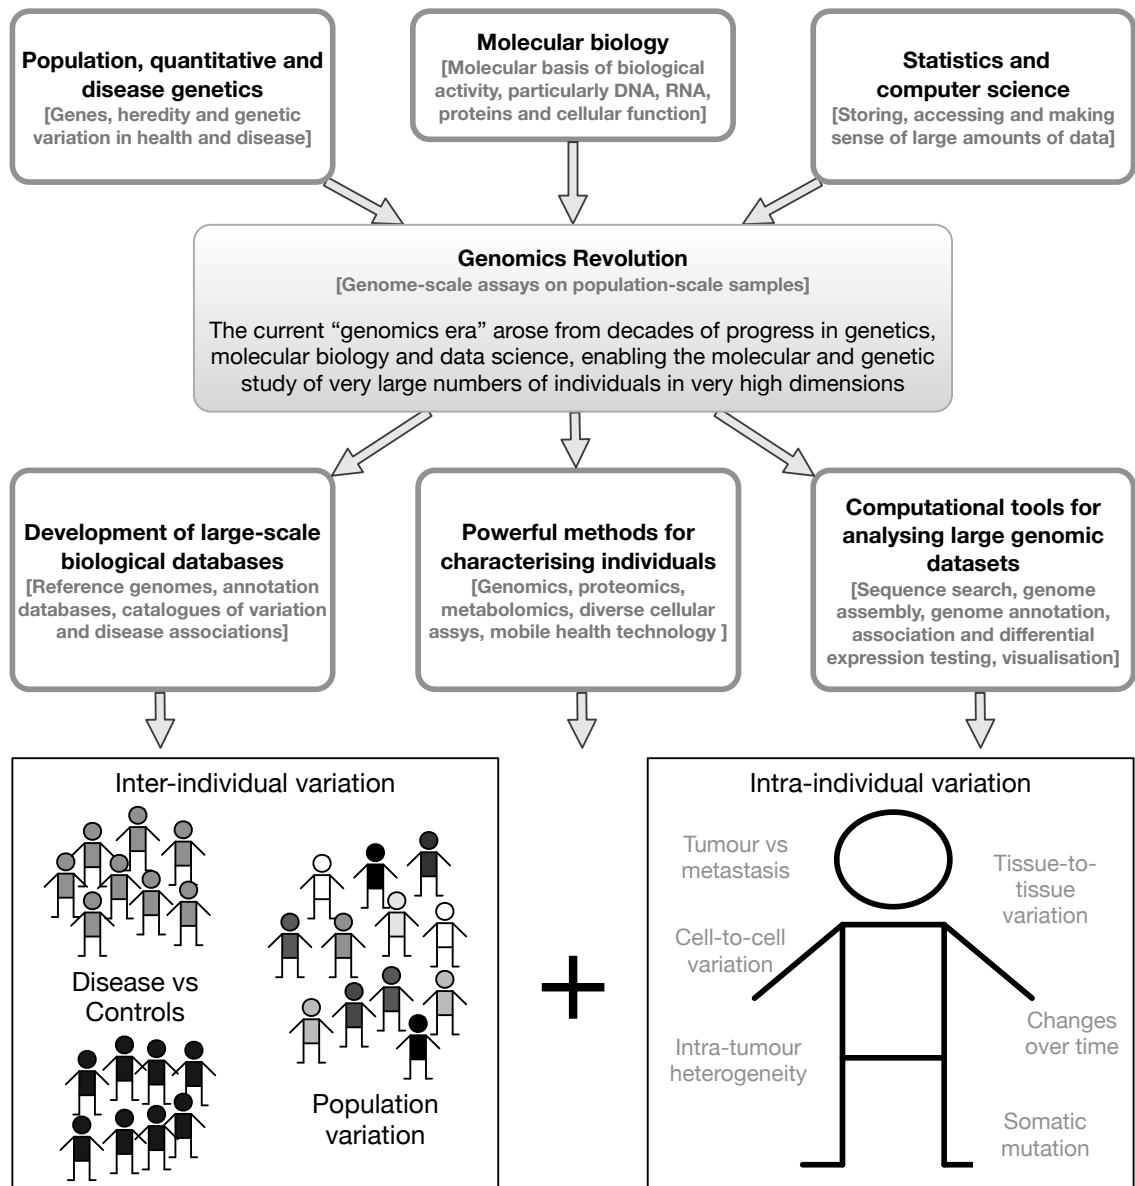 Population, quantitative and
disease genetics
[Genes, heredity and genetic
variation in health and disease]
Molecular biology
[Molecular basis of biological
activity, particularly DNA, RNA,
proteins and cellular function]
Statistics and
computer science
[Storing, accessing and making
sense of large amounts of data]
Genomics Revolution
[Genome-scale assays on population-scale samples]
The current “genomics era” arose from decades of progress in genetics,
molecular biology and data science, enabling the molecular and genetic
study of very large numbers of individuals in very high dimensions
Development of large-scale
biological databases
[Reference genomes, annotation
databases, catalogues of variation
and disease associations]
Powerful methods for
characterising individuals
[Genomics, proteomics,
metabolomics, diverse cellular
assys, mobile health technology ]
Computational tools for
analysing large genomic
datasets
[Sequence search, genome
assembly, genome annotation,
association and differential
expression testing, visualisation]
Inter-individual variation
Disease vs
Controls
Population
variation
+
Intra-individual variation
Tumour vs
metastasis
Tissue-to-
tissue
variation
Cell-to-cell
variation
Changes
over time
Intra-tumour
heterogeneity
Somatic
mutation